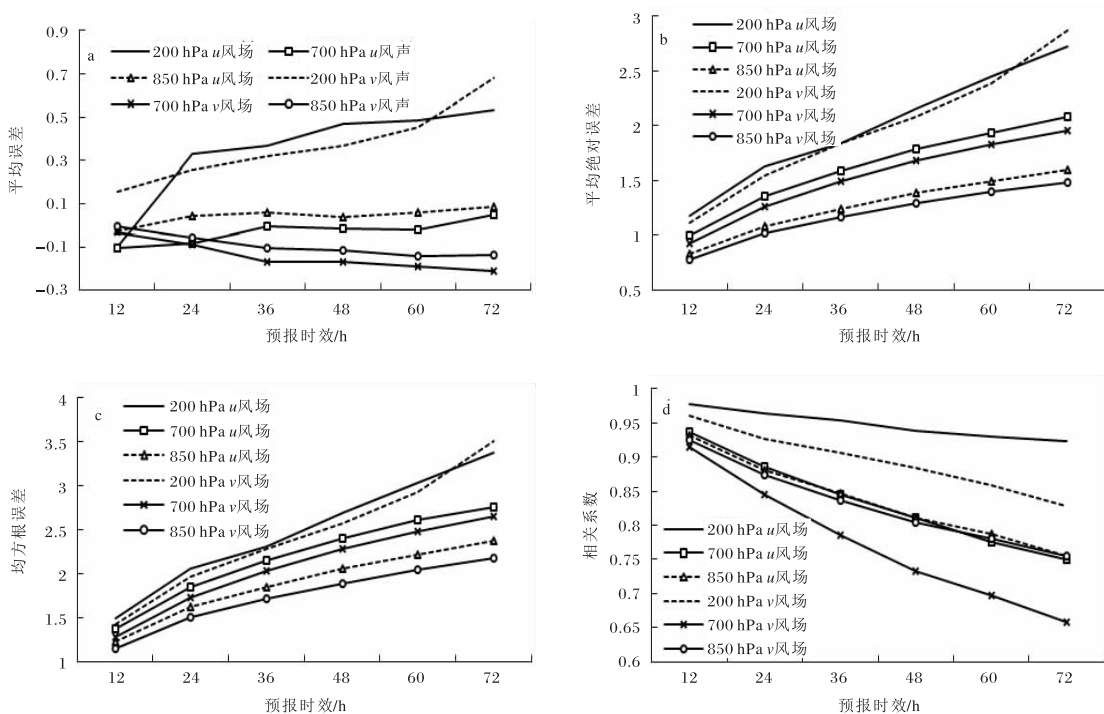 a
200 hPa u风场
700 hPa u风声
850 hPa u风场
200 hPa v风声
700 hPa v风场
850 hPa v风声
0.9
0.7
0.5
0.3
0.1
-0.1
-0.3
平均误差
12 24 36 48 60 72
预报时效/h
b
200 hPa u风场
700 hPa u风场
850 hPa u风场
200 hPa v风场
700 hPa v风场
850 hPa v风场
3
2.5
2
1.5
1
0.5
平均绝对误差
12 24 36 48 60 72
预报时效/h
c
200 hPa u风场
700 hPa u风场
850 hPa u风场
200 hPa v风场
700 hPa v风场
850 hPa v风场
4
3.5
3
2.5
2
1.5
1
均方根误差
12 24 36 48 60 72
预报时效/h
d
200 hPa u风场
700 hPa u风场
850 hPa u风场
200 hPa v风场
700 hPa v风场
850 hPa v风场
1
0.95
0.9
0.85
0.8
0.75
0.7
0.65
0.6
相关系数
12 24 36 48 60 72
预报时效/h